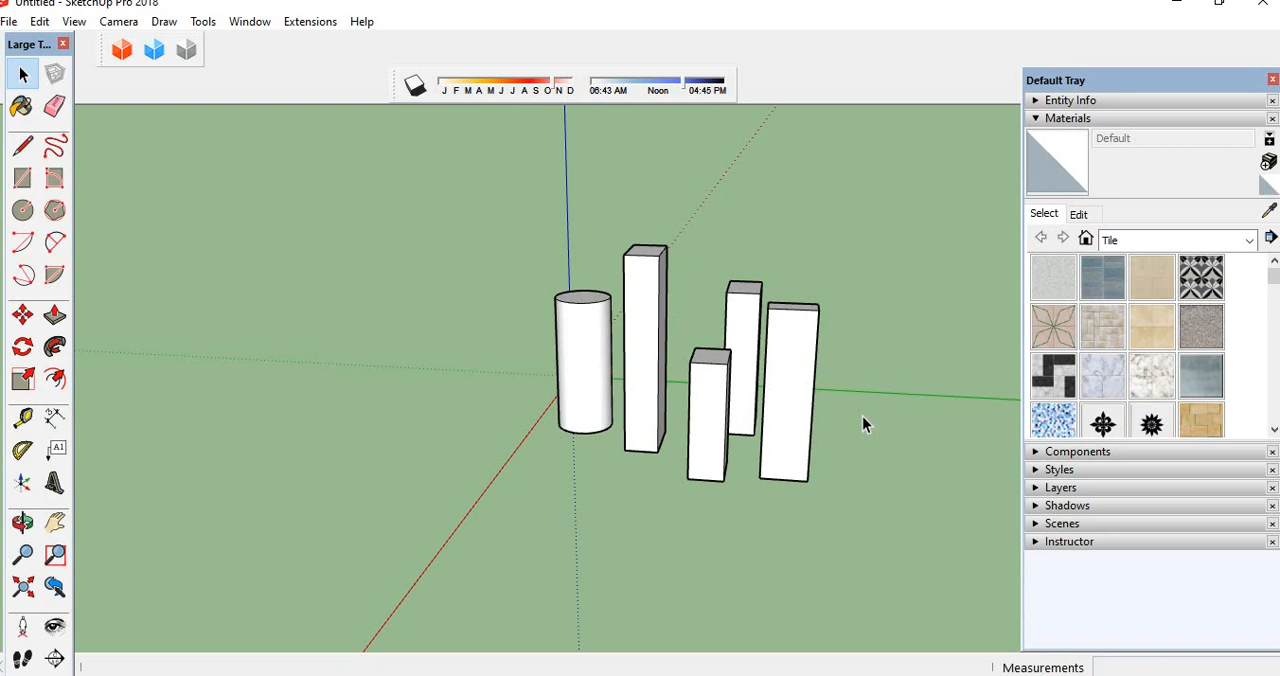 Untitled - SketchUp Pro 2018
File Edit View Camera Draw Tools Window Extensions Help
Large T...
J F M A M J J A S O N D
06:43 AM Noon 04:45 PM
Default Tray
Entity Info
Materials
Default
Select Edit
Tile
A1
Components
Styles
Layers
Shadows
Scenes
Instructor
Measurements